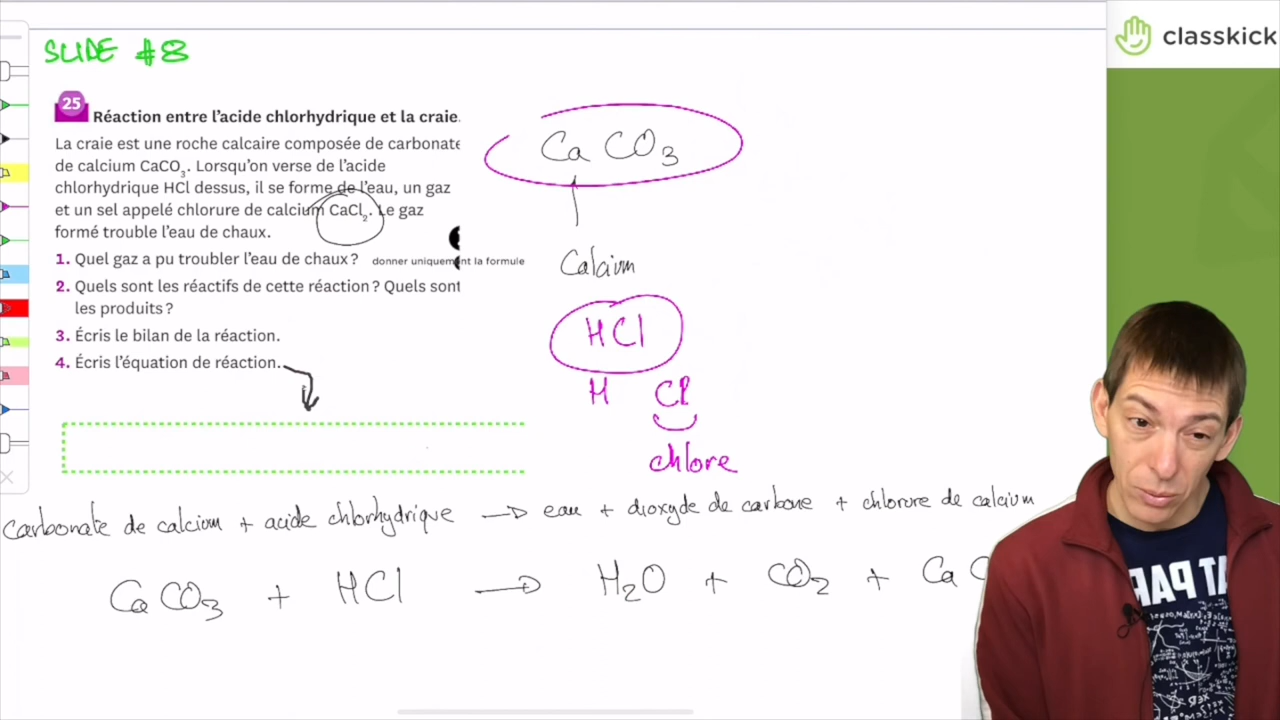 SLIDE #8
classkick
25 Réaction entre l'acide chlorhydrique et la craie.
La craie est une roche calcaire composée de carbonate
de calcium CaCO3. Lorsqu'on verse de l'acide
chlorhydrique HCl dessus, il se forme de l'eau, un gaz
et un sel appelé chlorure de calcium CaCl2. Le gaz
formé trouble l'eau de chaux.
1. Quel gaz a pu troubler l'eau de chaux ? donner uniquement la formule
2. Quels sont les réactifs de cette réaction ? Quels sont
les produits ?
3. Écris le bilan de la réaction.
4. Écris l'équation de réaction.
CaCO3
Calcium
HCl
H Cl
chlore
carbonate de calcium + acide chlorhydrique → eau + dioxyde de carbone + chlorure de calcium
CaCO3 + HCl → H2O + CO2 + Ca
AT PAR